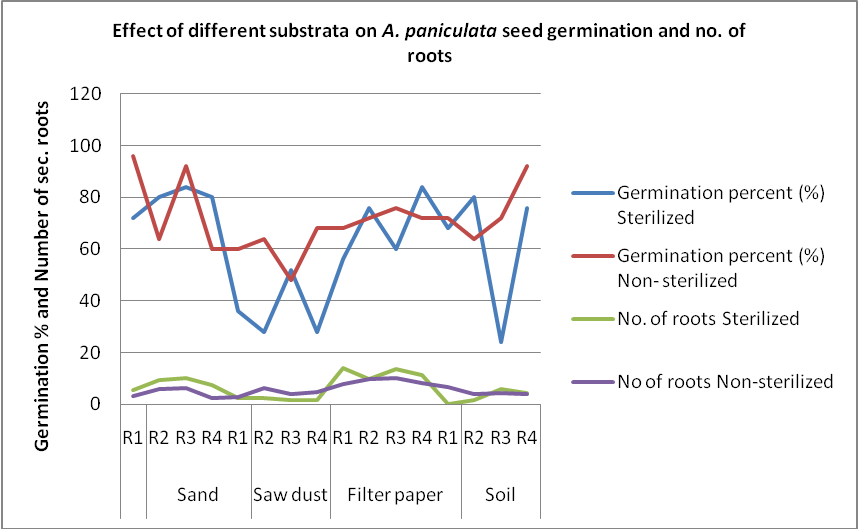 Effect of different substrata on A. paniculata seed germination and no. of
roots
Germination % and Number of sec. roots
120
100
80
60
40
20
0
R1 R2 R3 R4 R1 R2 R3 R4 R1 R2 R3 R4 R1 R2 R3 R4
Sand Saw dust Filter paper Soil
Germination percent (%)
Sterilized
Germination percent (%)
Non-sterilized
No. of roots Sterilized
No of roots Non-sterilized